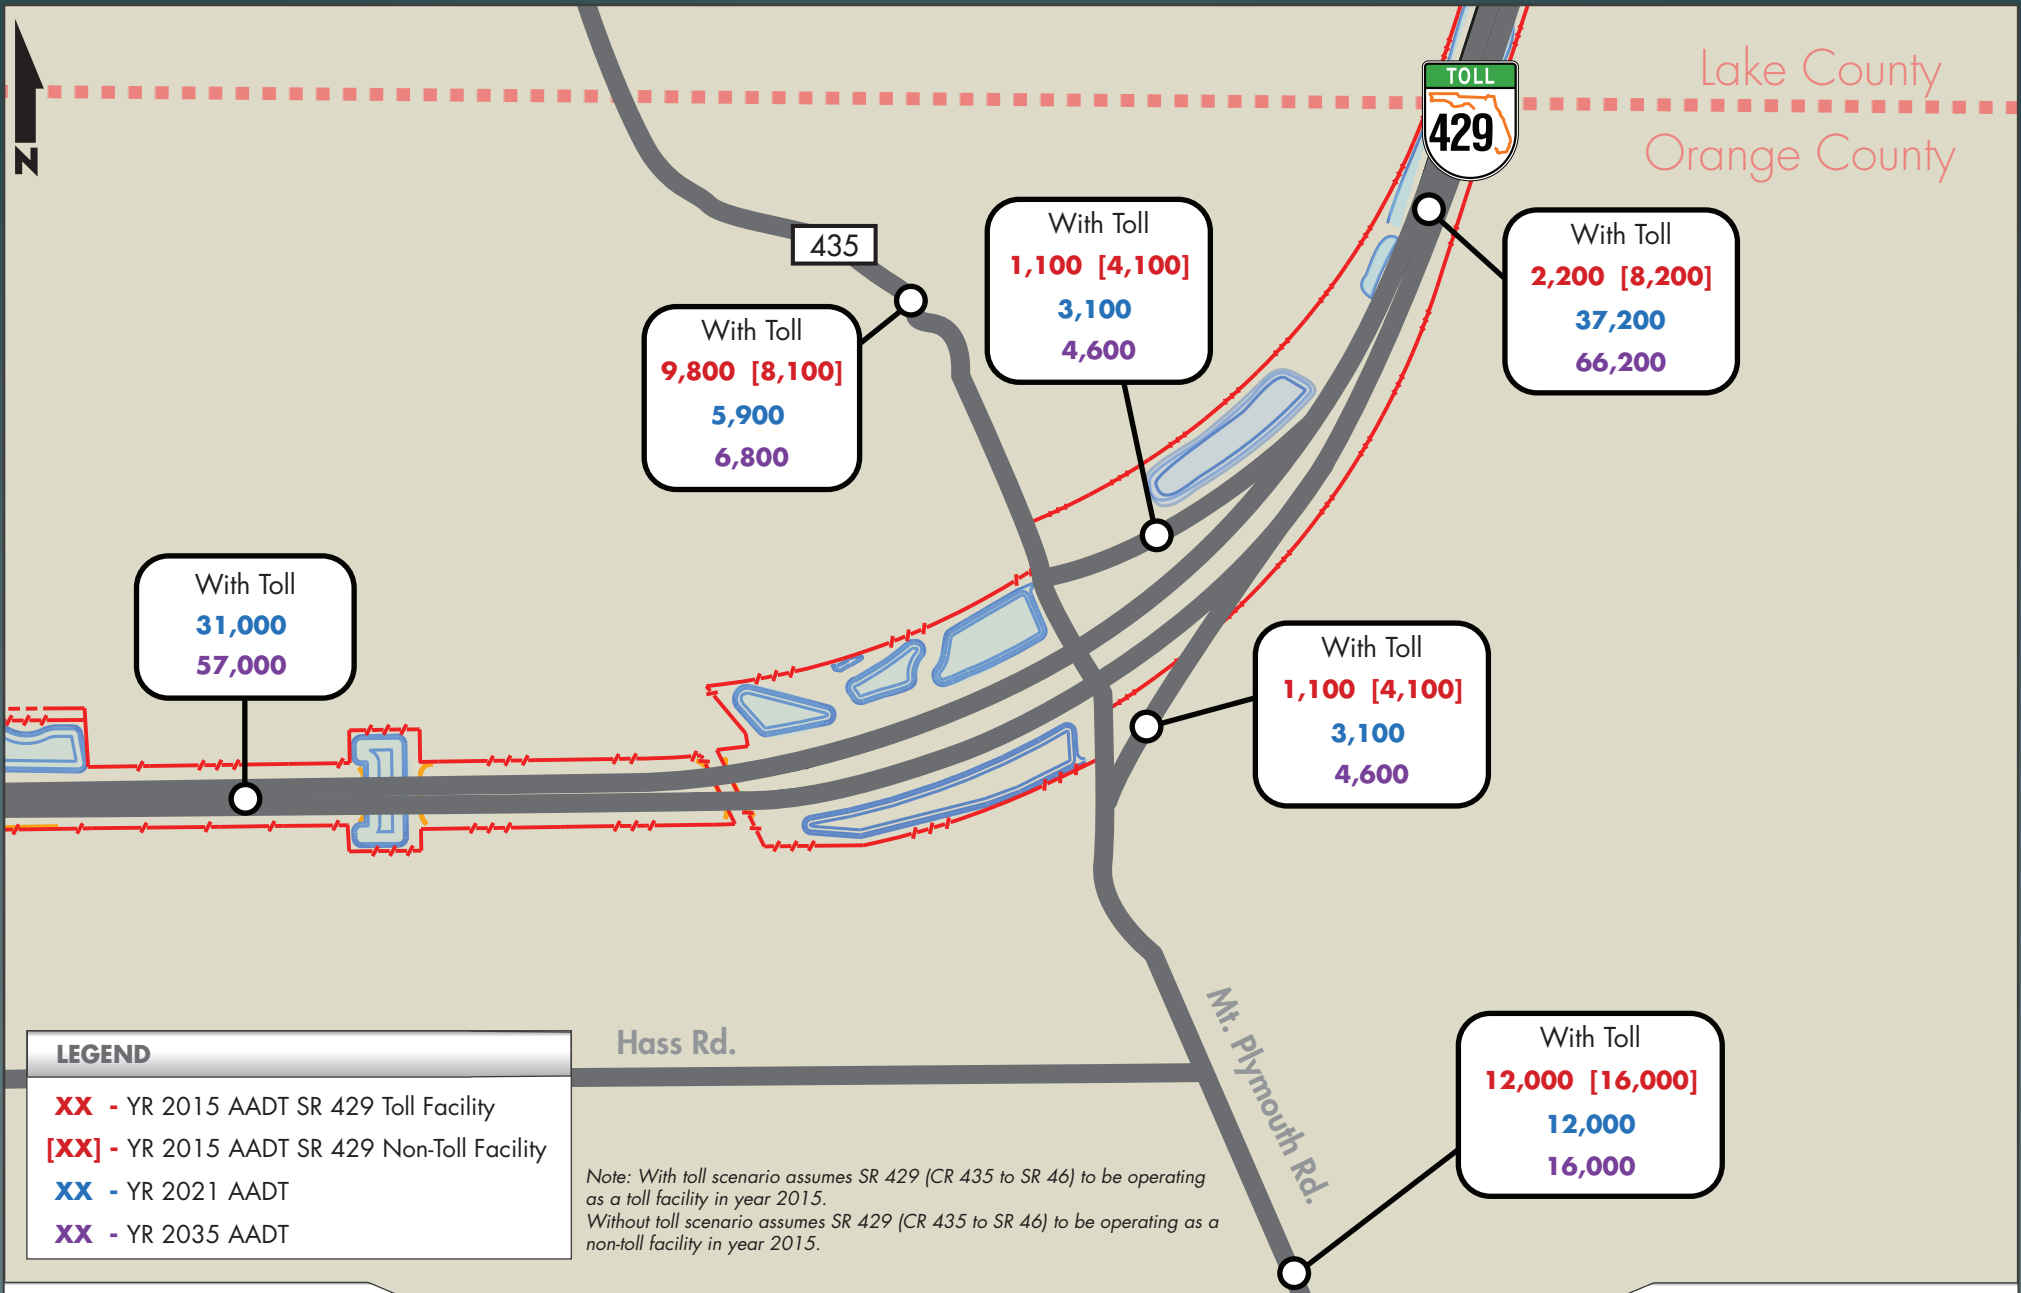 N
Lake County
Orange County
TOLL
429
435
With Toll
1,100 [4,100]
3,100
4,600
With Toll
2,200 [8,200]
37,200
66,200
With Toll
9,800 [8,100]
5,900
6,800
With Toll
31,000
57,000
With Toll
1,100 [4,100]
3,100
4,600
With Toll
12,000 [16,000]
12,000
16,000
Hass Rd.
Mt. Plymouth Rd.
LEGEND
XX - YR 2015 AADT SR 429 Toll Facility
[XX] - YR 2015 AADT SR 429 Non-Toll Facility
XX - YR 2021 AADT
XX - YR 2035 AADT
Note: With toll scenario assumes SR 429 (CR 435 to SR 46) to be operating
as a toll facility in year 2015.
Without toll scenario assumes SR 429 (CR 435 to SR 46) to be operating as a
non-toll facility in year 2015.